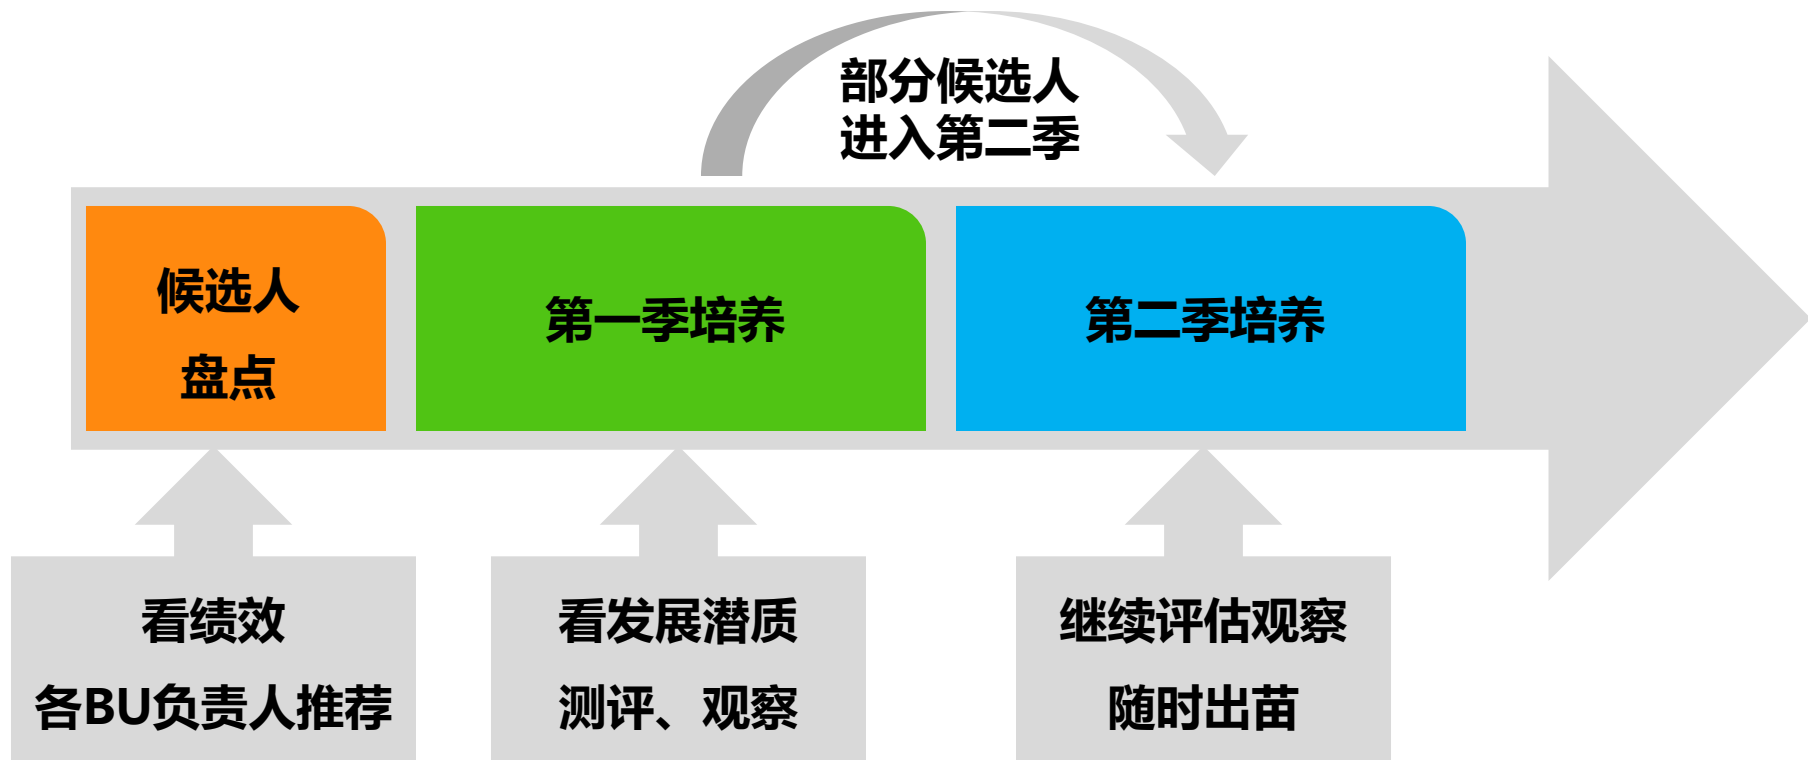 部分候选人
进入第二季
候选人
盘点
第一季培养
第二季培养
看绩效
各BU负责人推荐
看发展潜质
测评、观察
继续评估观察
随时出苗